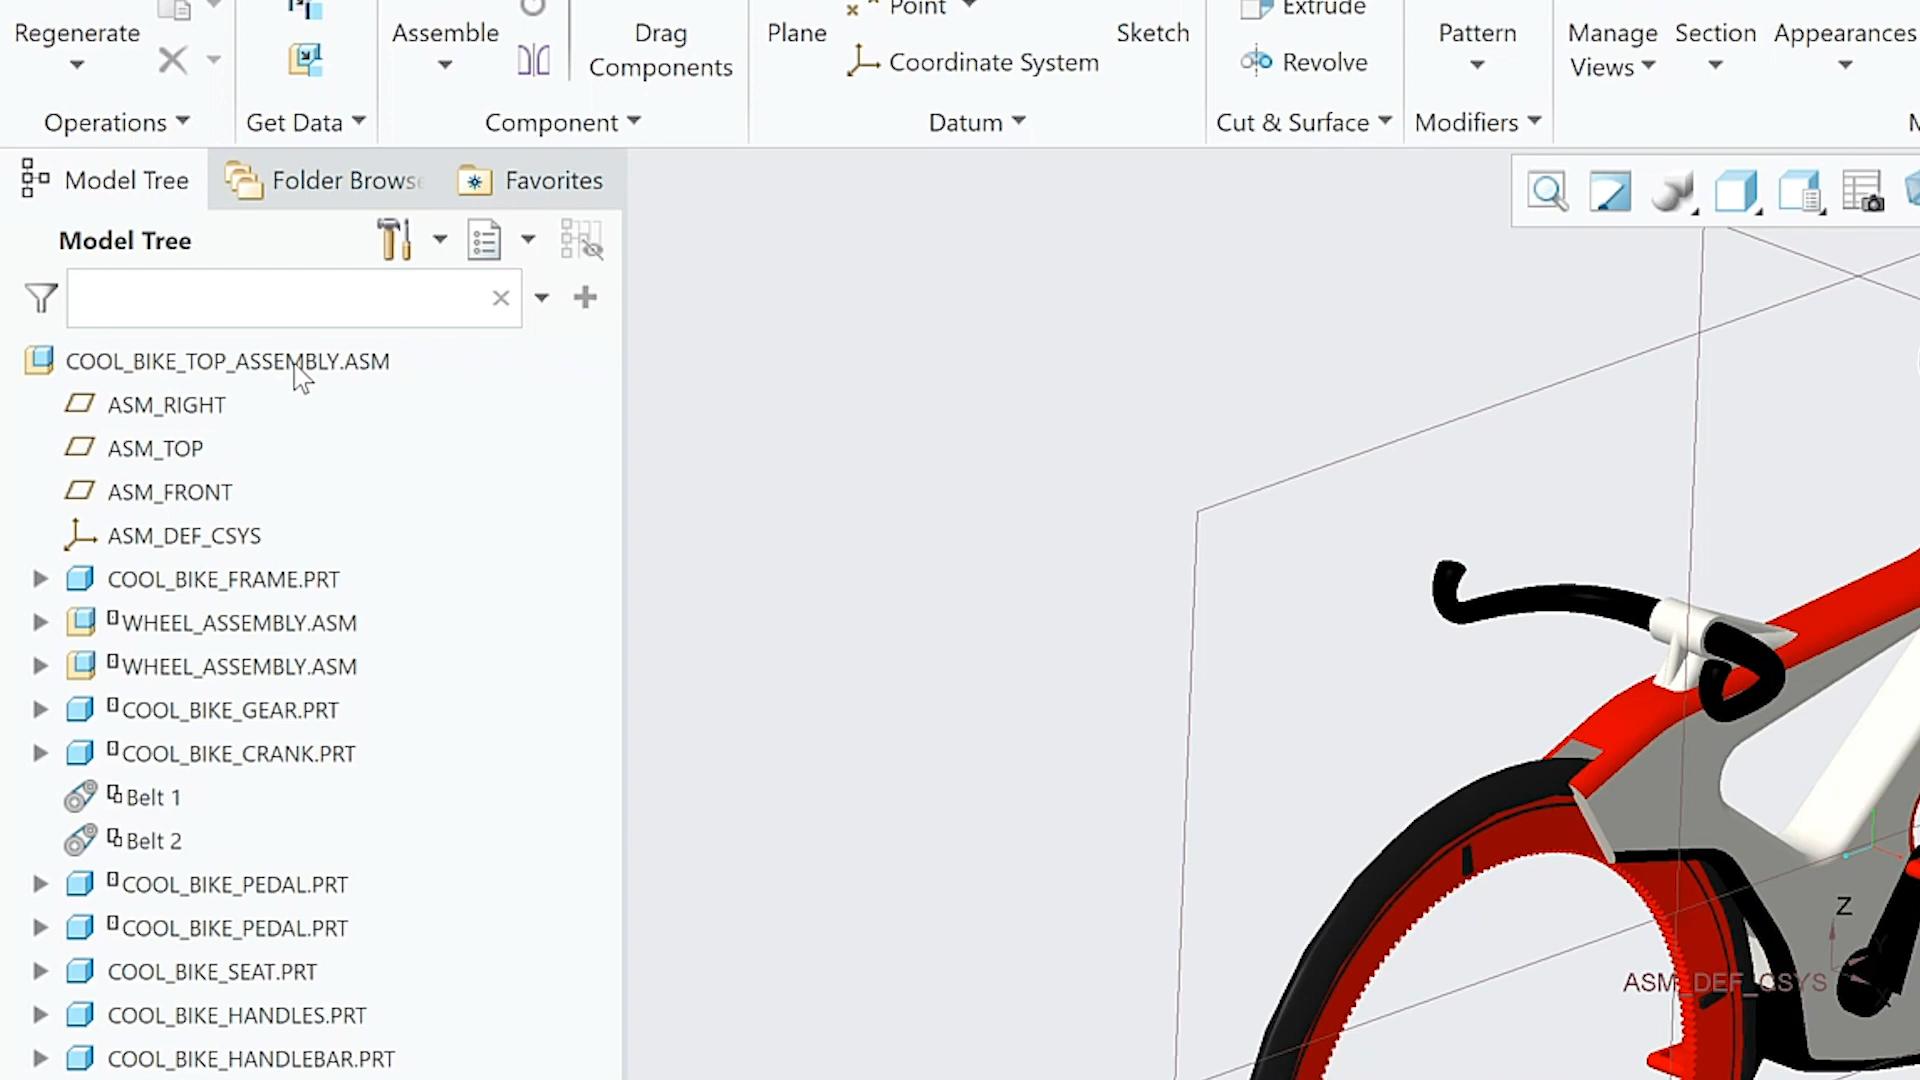 Regenerate
Operations
Get Data
Assemble
Drag
Components
Component
Plane
Point
Coordinate System
Sketch
Datum
Extrude
Revolve
Cut & Surface
Pattern
Modifiers
Manage
Views
Section
Appearances
Model Tree
Folder Browse
Favorites
Model Tree
COOL_BIKE_TOP_ASSEMBLY.ASM
ASM_RIGHT
ASM_TOP
ASM_FRONT
ASM_DEF_CSYS
COOL_BIKE_FRAME.PRT
WHEEL_ASSEMBLY.ASM
WHEEL_ASSEMBLY.ASM
COOL_BIKE_GEAR.PRT
COOL_BIKE_CRANK.PRT
Belt 1
Belt 2
COOL_BIKE_PEDAL.PRT
COOL_BIKE_PEDAL.PRT
COOL_BIKE_SEAT.PRT
COOL_BIKE_HANDLES.PRT
COOL_BIKE_HANDLEBAR.PRT
Z
Y
X
ASM_DEF_CSYS